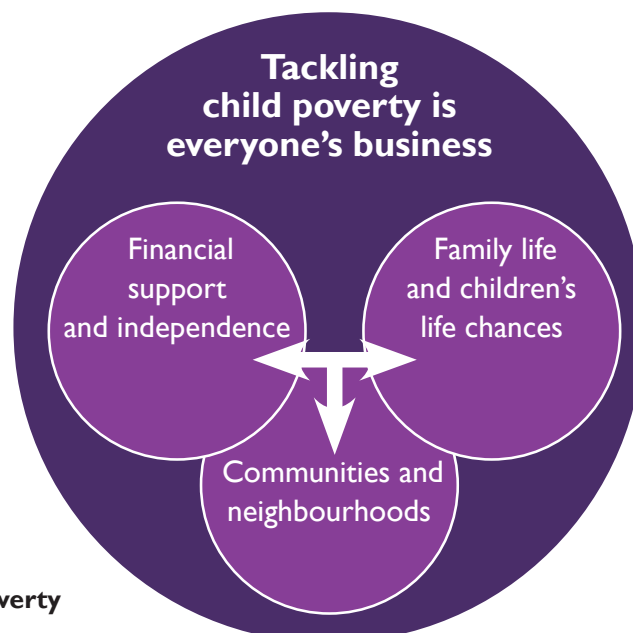 Tackling
child poverty is
everyone’s business
Financial
support
and independence
Family life
and children’s
life chances
Communities and
neighbourhoods
verty